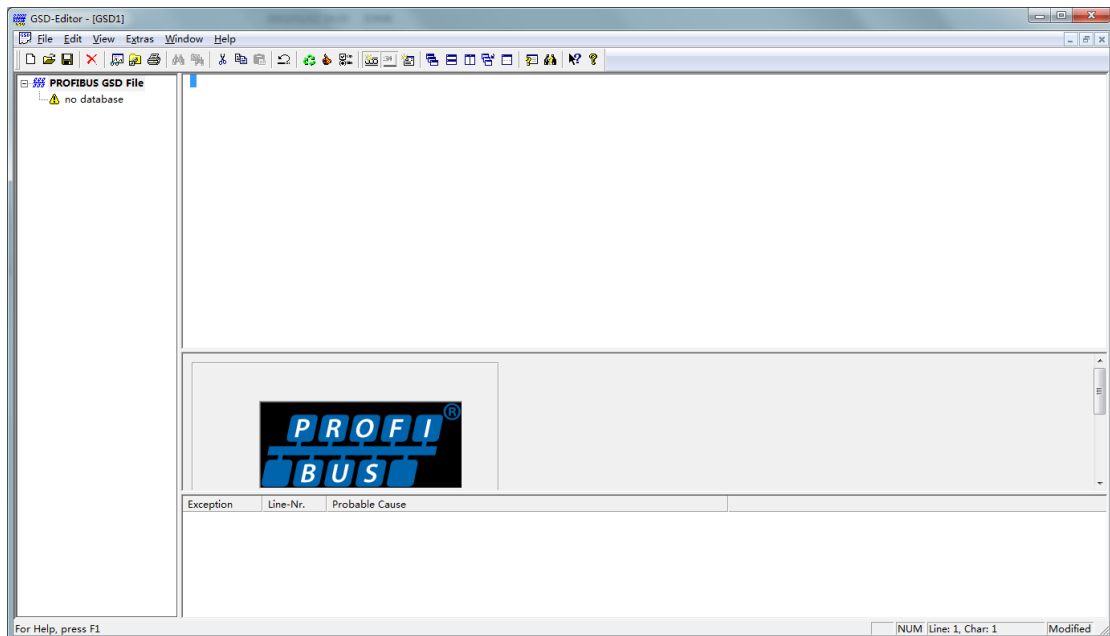 GSD-Editor - [GSD1]
File Edit View Extras Window Help
PROFIBUS GSD File
no database
PROFI®
BUS
Exception Line-Nr. Probable Cause
For Help, press F1
NUM Line: 1, Char: 1 Modified